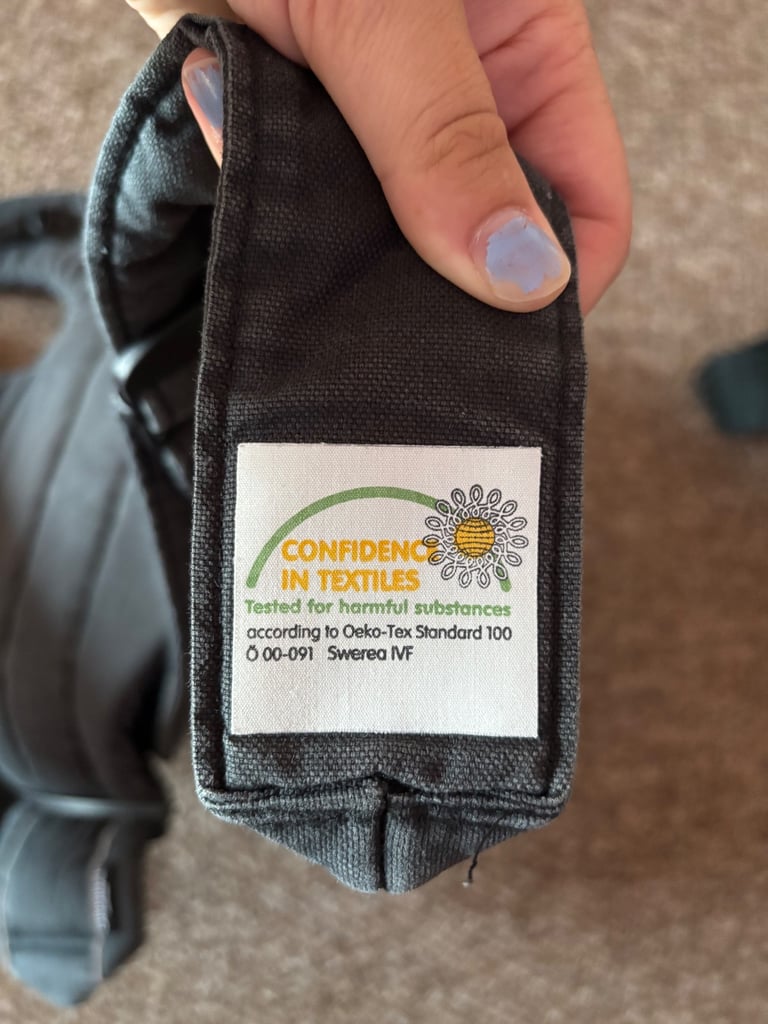 CONFIDENCE
IN TEXTILES
Tested for harmful substances
according to Oeko-Tex Standard 100
Ö 00-091 Swerea IVF